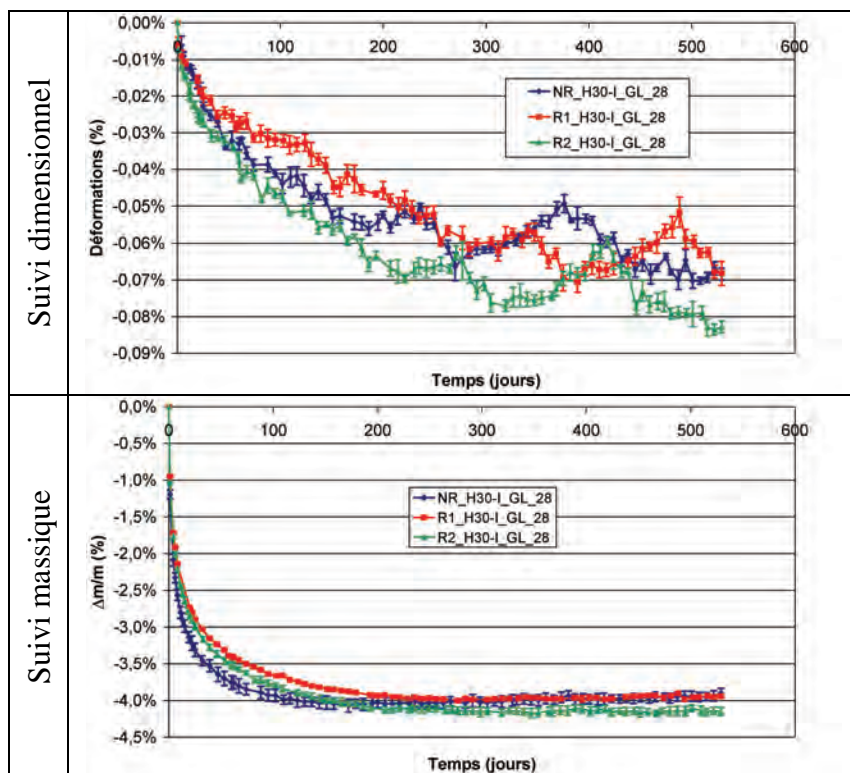 Suivi dimensionnel
0,00%
-0,01%
-0,02%
-0,03%
-0,04%
-0,05%
-0,06%
-0,07%
-0,08%
-0,09%
Déformations (%)
0 100 200 300 400 500 600
NR_H30-I_GL_28
R1_H30-I_GL_28
R2_H30-I_GL_28
Temps (jours)
Suivi massique
0,0%
-0,5%
-1,0%
-1,5%
-2,0%
-2,5%
-3,0%
-3,5%
-4,0%
-4,5%
Δm/m (%)
0 100 200 300 400 500 600
NR_H30-I_GL_28
R1_H30-I_GL_28
R2_H30-I_GL_28
Temps (jours)